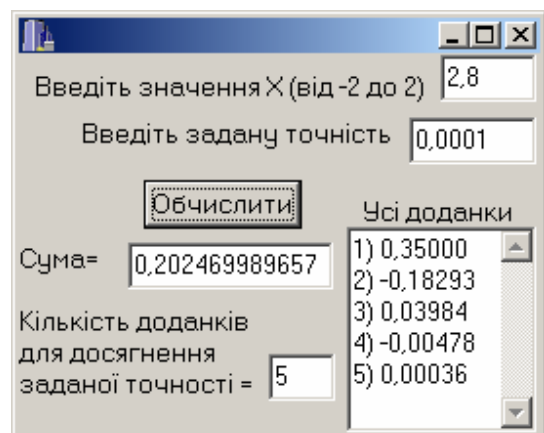 Введіть значення X (від -2 до 2) 2,8
Введіть задану точність 0,0001
Обчислити
Сума= 0,202469989657
Кількість доданків
для досягнення
заданої точності = 5
Усі доданки
1) 0,35000
2) -0,18293
3) 0,03984
4) -0,00478
5) 0,00036